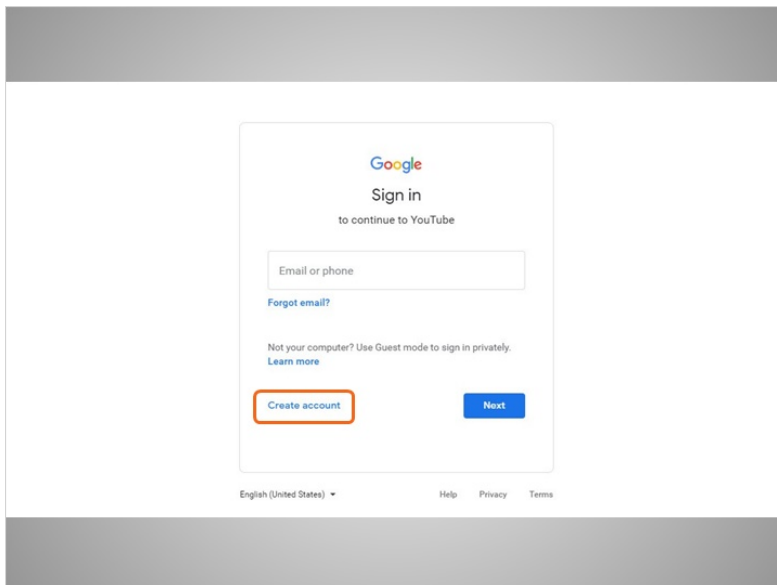 Google
Sign in
to continue to YouTube
Email or phone
Forgot email?
Not your computer? Use Guest mode to sign in privately.
Learn more
Create account Next
English (United States) Help Privacy Terms